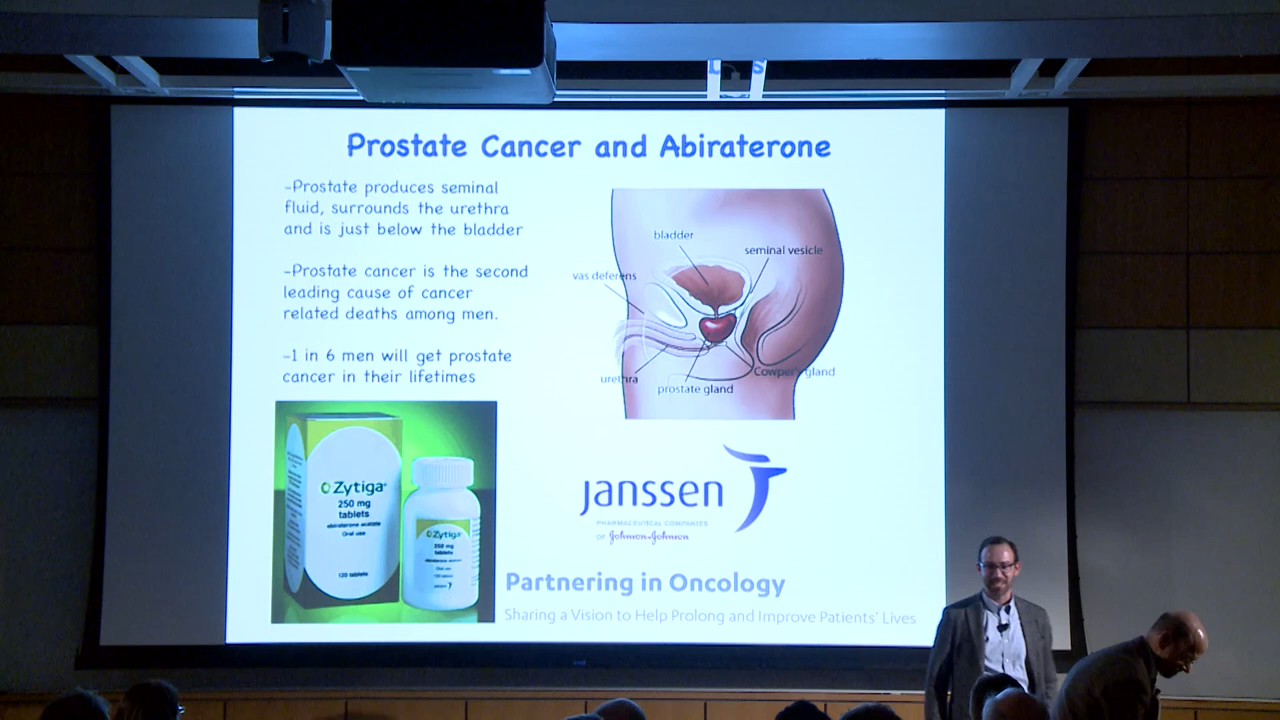 Prostate Cancer and Abiraterone
-Prostate produces seminal
fluid, surrounds the urethra
and is just below the bladder
-Prostate cancer is the second
leading cause of cancer
related deaths among men.
-1 in 6 men will get prostate
cancer in their lifetimes
bladder
seminal vesicle
vas deferens
urethra
prostate gland
Cowper's gland
Zytiga®
250 mg
tablets
abiraterone acetate
Oral use
120 tablets
Zytiga
250 mg
tablets
janssen
PHARMACEUTICAL COMPANIES
OF Johnson & Johnson
Partnering in Oncology
Sharing a Vision to Help Prolong and Improve Patients' Lives